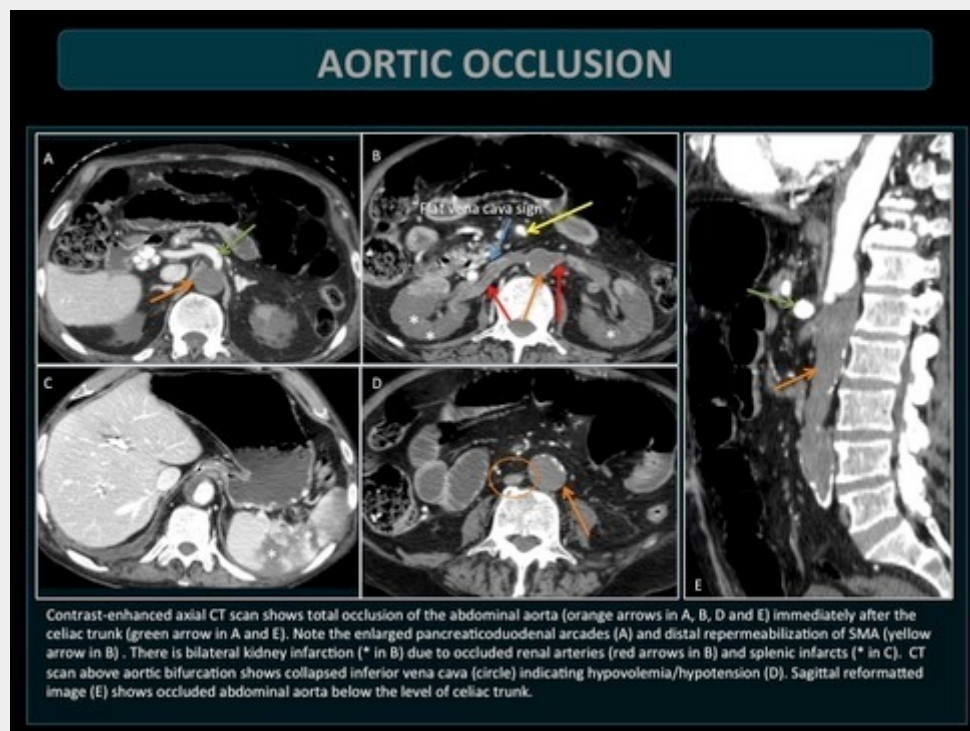 AORTIC OCCLUSION
A
B
Flat vena cava sign
*
*
*
C
*
D
E
Contrast-enhanced axial CT scan shows total occlusion of the abdominal aorta (orange arrows in A, B, D and E) immediately after the
celiac trunk (green arrow in A and E). Note the enlarged pancreaticoduodenal arcades (A) and distal repermeabilization of SMA (yellow
arrow in B) . There is bilateral kidney infarction (* in B) due to occluded renal arteries (red arrows in B) and splenic infarcts (* in C). CT
scan above aortic bifurcation shows collapsed inferior vena cava (circle) indicating hypovolemia/hypotension (D). Sagittal reformatted
image (E) shows occluded abdominal aorta below the level of celiac trunk.